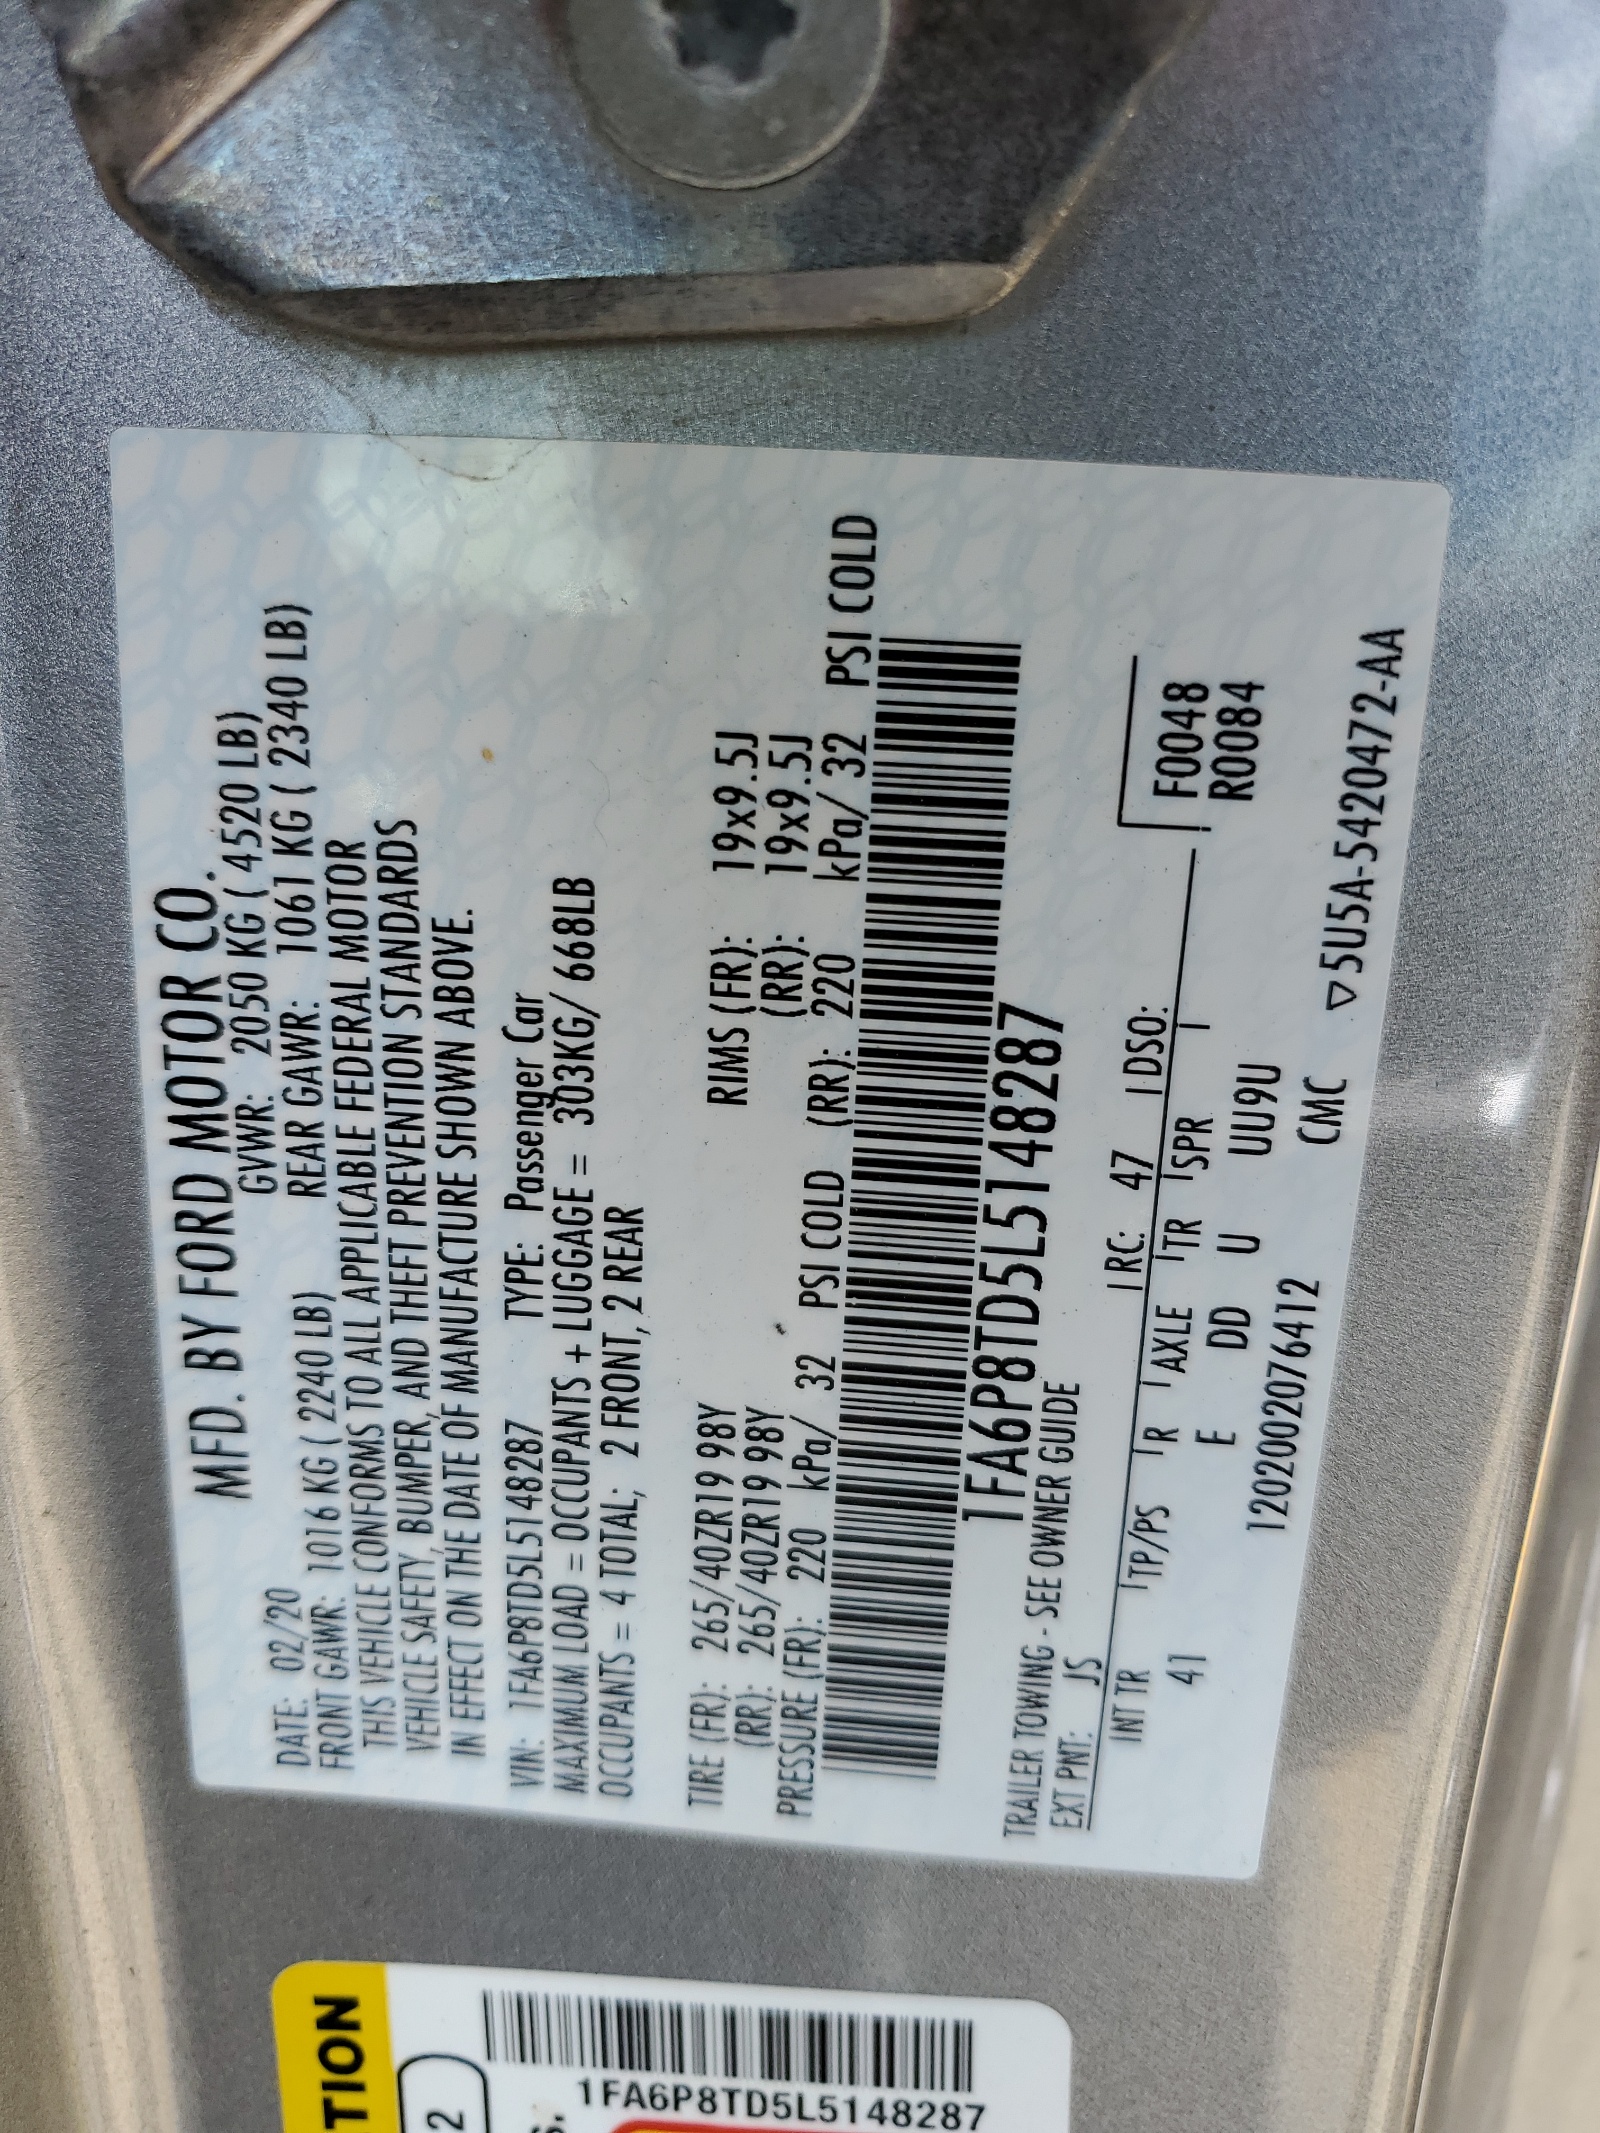 MFD. BY FORD MOTOR CO.
DATE: 02/20 GVWR: 2050 KG ( 4520 LB)
FRONT GAWR: 1016 KG ( 2240 LB) REAR GAWR: 1061 KG ( 2340 LB)
THIS VEHICLE CONFORMS TO ALL APPLICABLE FEDERAL MOTOR
VEHICLE SAFETY, BUMPER, AND THEFT PREVENTION STANDARDS
IN EFFECT ON THE DATE OF MANUFACTURE SHOWN ABOVE.
VIN: 1FA6P8TD5L5148287 TYPE: Passenger Car
MAXIMUM LOAD = OCCUPANTS + LUGGAGE = 303KG/ 668LB
OCCUPANTS = 4 TOTAL; 2 FRONT, 2 REAR
TIRE (FR): 265/40ZR19 98Y RIMS (FR): 19x9.5J
(RR): 265/40ZR19 98Y (RR): 19x9.5J
PRESSURE (FR): 220 kPa/ 32 PSI COLD (RR): 220 kPa/ 32 PSI COLD
1FA6P8TD5L5148287
TRAILER TOWING - SEE OWNER GUIDE
EXT PNT: JS RC: 47 DSO:
INT TR TP/PS R AXLE TR SPR F0048
41 E DD U UU9U R0084
1202002076412 CMC ▽5U5A-5420472-AA
TION
2
S.
1FA6P8TD5L5148287